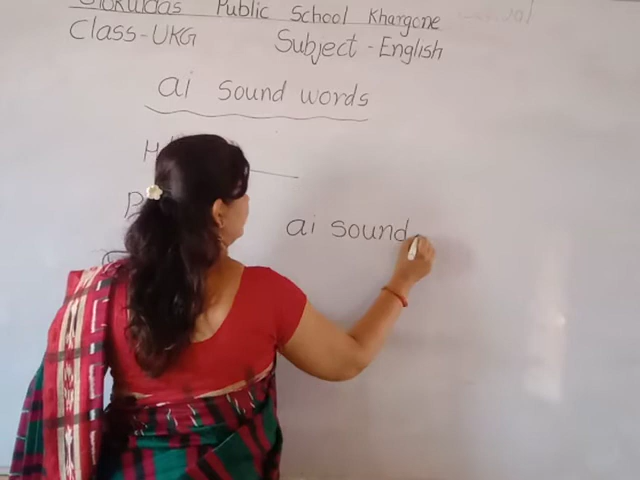 Public School Khargone
Class-UKG Subject-English
ai sound words
ai sound